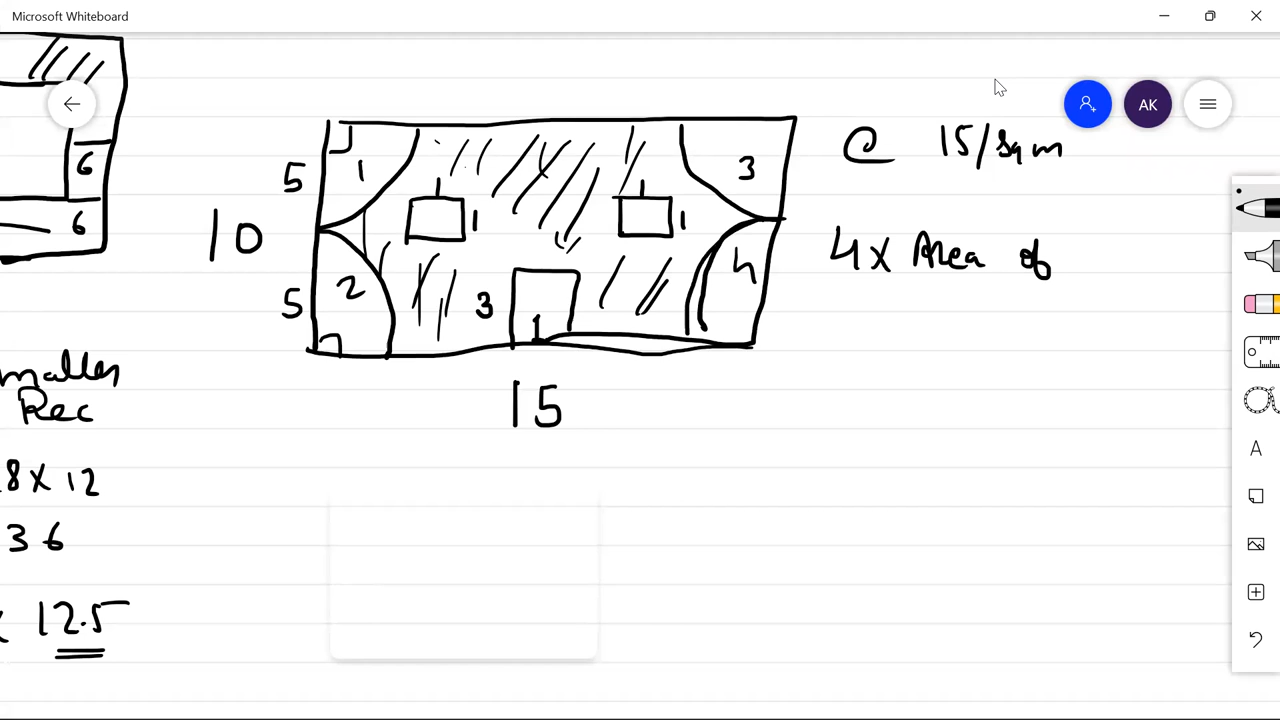 Microsoft Whiteboard
AK
@ 15/sqm
5
1
3
6
1
1
10
4 x Area of
6
5
2
4
3
1
maller
Rec
15
8 x 12
36
x 12.5
A